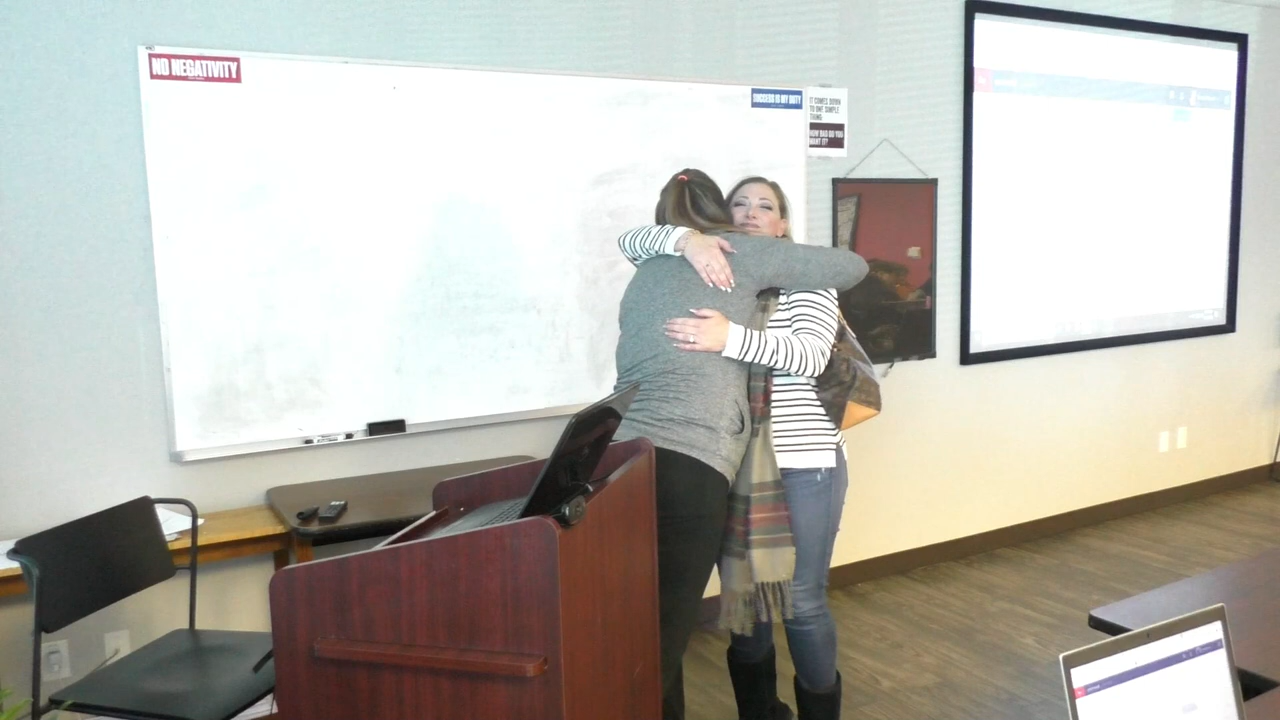 NO NEGATIVITY
SUCCESS IS MY DUTY
IT COMES DOWN
TO ONE SIMPLE
THING
HOW BAD DO YOU
WANT IT?